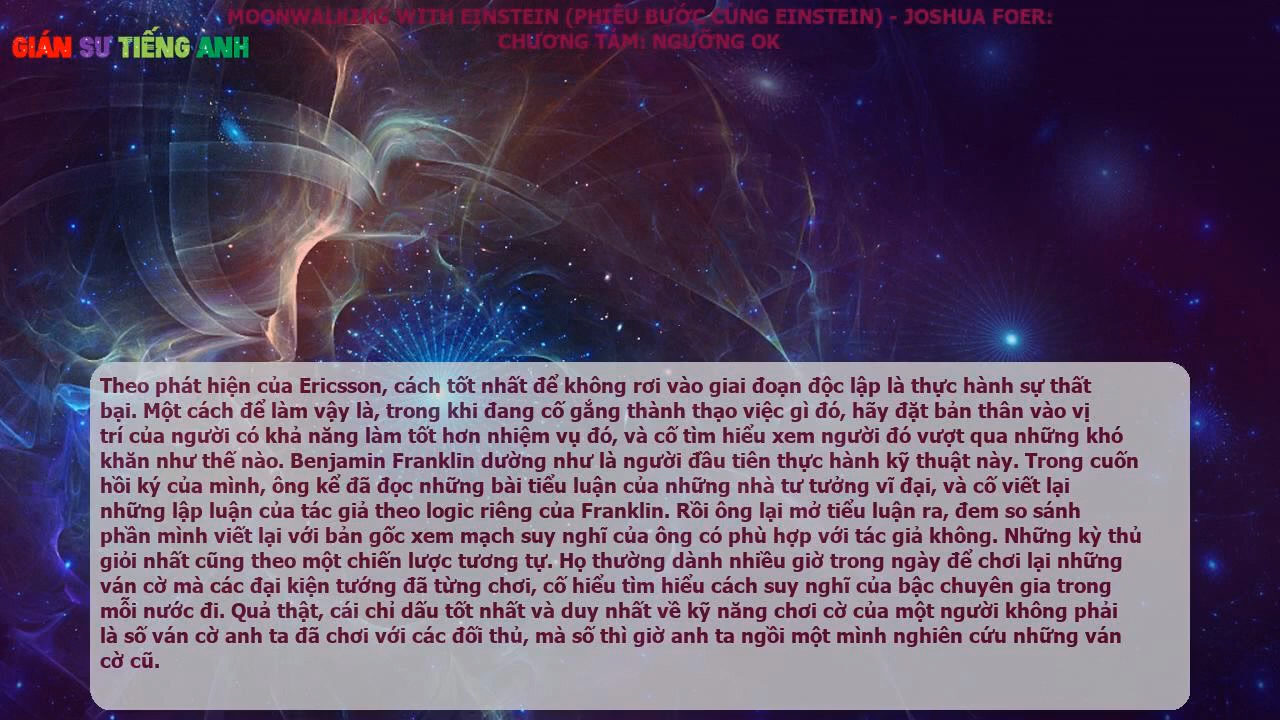 MOONWALKING WITH EINSTEIN (PHIÊU BƯỚC CÙNG EINSTEIN) - JOSHUA FOER:
CHƯƠNG TÁM: NGƯỠNG OK
GIÁN SƯ TIẾNG ANH
Theo phát hiện của Ericsson, cách tốt nhất để không rơi vào giai đoạn độc lập là thực hành sự thất
bại. Một cách để làm vậy là, trong khi đang cố gắng thành thạo việc gì đó, hãy đặt bản thân vào vị
trí của người có khả năng làm tốt hơn nhiệm vụ đó, và cố tìm hiểu xem người đó vượt qua những khó
khăn như thế nào. Benjamin Franklin dường như là người đầu tiên thực hành kỹ thuật này. Trong cuốn
hồi ký của mình, ông kể đã đọc những bài tiểu luận của những nhà tư tưởng vĩ đại, và cố viết lại
những lập luận của tác giả theo logic riêng của Franklin. Rồi ông lại mở tiểu luận ra, đem so sánh
phần mình viết lại với bản gốc xem mạch suy nghĩ của ông có phù hợp với tác giả không. Những kỳ thủ
giỏi nhất cũng theo một chiến lược tương tự. Họ thường dành nhiều giờ trong ngày để chơi lại những
ván cờ mà các đại kiện tướng đã từng chơi, cố hiểu tìm hiểu cách suy nghĩ của bậc chuyên gia trong
mỗi nước đi. Quả thật, cái chỉ dấu tốt nhất và duy nhất về kỹ năng chơi cờ của một người không phải
là số ván cờ anh ta đã chơi với các đối thủ, mà số thì giờ anh ta ngồi một mình nghiên cứu những ván
cờ cũ.